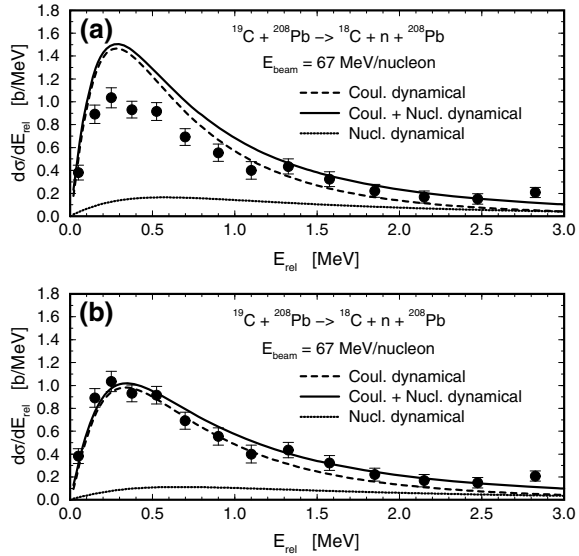 (a)
¹⁹C + ²⁰⁸Pb –> ¹⁸C + n + ²⁰⁸Pb
E_beam = 67 MeV/nucleon
Coul. dynamical
Coul. + Nucl. dynamical
Nucl. dynamical
dσ/dE_rel [b/MeV]
1.8
1.6
1.4
1.2
1.0
0.8
0.6
0.4
0.2
0.0
0.0 0.5 1.0 1.5 2.0 2.5 3.0
E_rel [MeV]
(b)
¹⁹C + ²⁰⁸Pb –> ¹⁸C + n + ²⁰⁸Pb
E_beam = 67 MeV/nucleon
Coul. dynamical
Coul. + Nucl. dynamical
Nucl. dynamical
dσ/dE_rel [b/MeV]
1.8
1.6
1.4
1.2
1.0
0.8
0.6
0.4
0.2
0.0
0.0 0.5 1.0 1.5 2.0 2.5 3.0
E_rel [MeV]